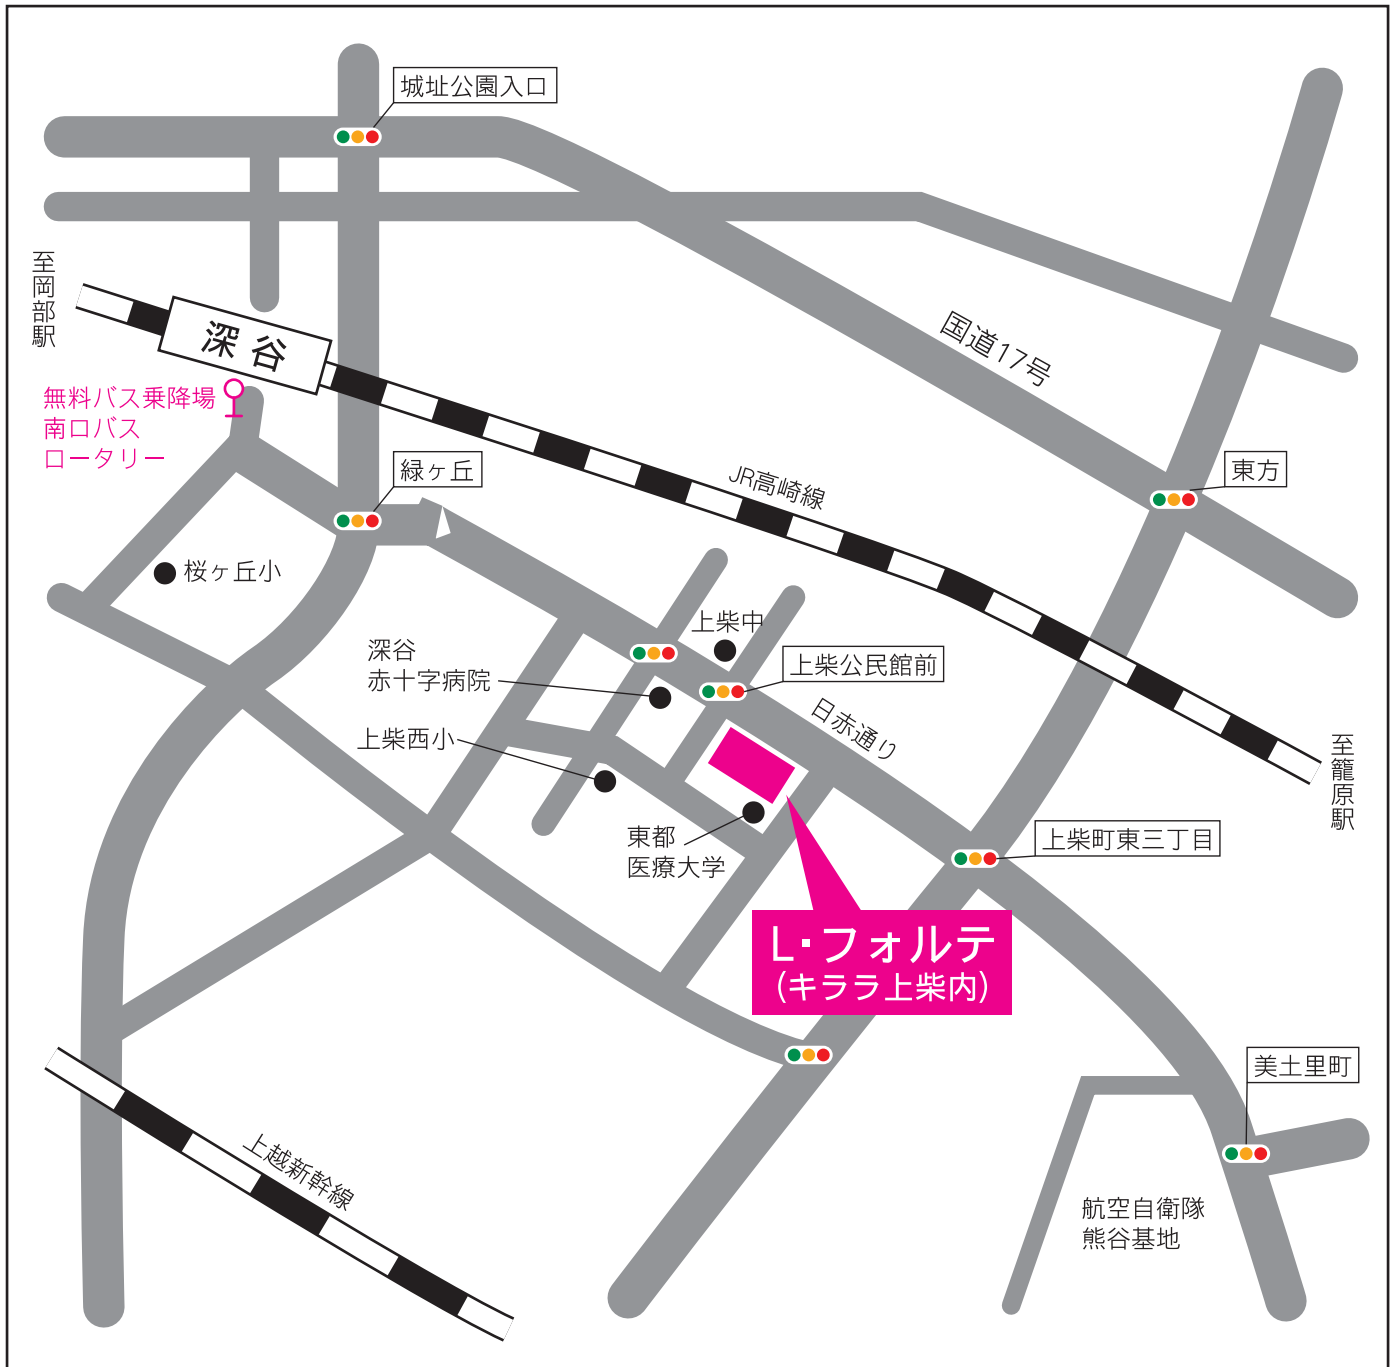 城址公園入口
至岡部駅
深谷
無料バス乗降場
南口バス
ロータリー
国道17号
緑ヶ丘
JR高崎線
東方
桜ヶ丘小
上柴中
深谷
赤十字病院
上柴公民館前
日赤通り
上柴西小
至籠原駅
東都
医療大学
上柴町東三丁目
L・フォルテ
(キララ上柴内)
美土里町
上越新幹線
航空自衛隊
熊谷基地